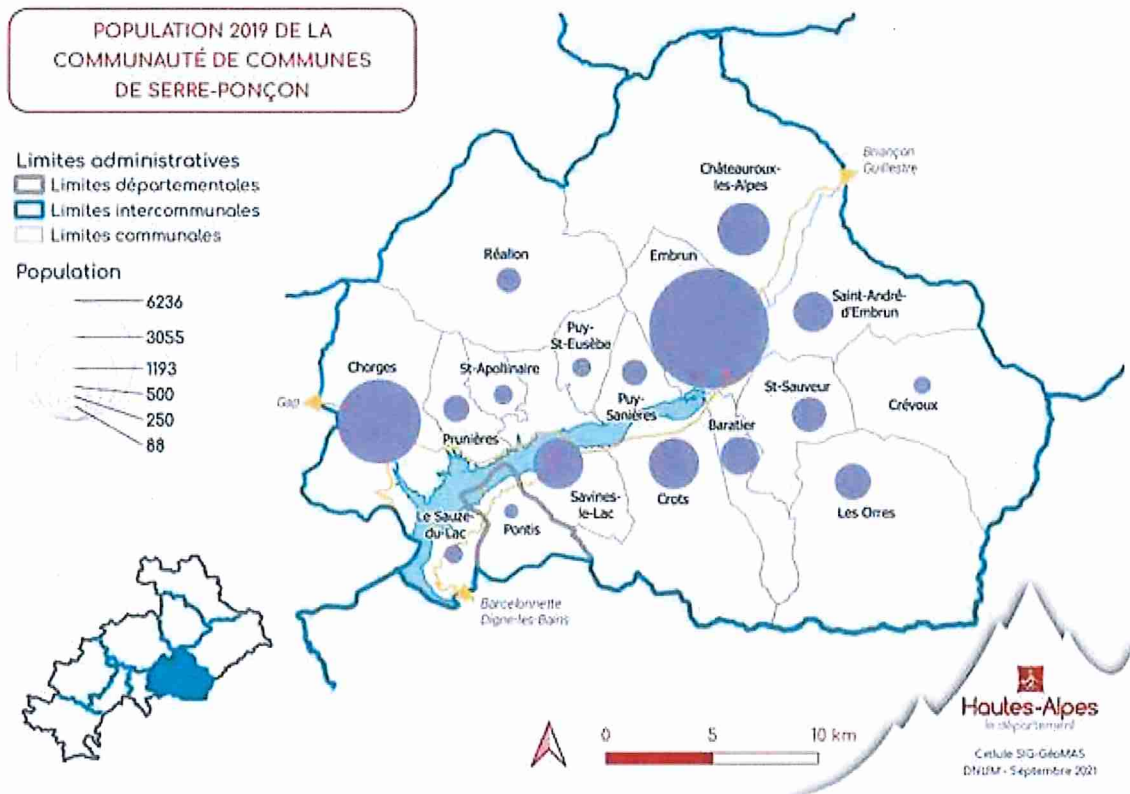 POPULATION 2019 DE LA
COMMUNAUTÉ DE COMMUNES
DE SERRE-PONÇON
Limites administratives
Limites départementales
Limites intercommunales
Limites communales
Population
6236
3055
1193
500
250
88
Briançon
Guillestre
Châteauroux-
les-Alpes
Réallon
Embrun
Saint-André-
d'Embrun
Puy-
St-Eusèbe
Chorges
St-Apollinaire
St-Sauveur
Crévoux
Gap
Puy-
Sanières
Baratier
Prunières
Savines-
le-Lac
Crots
Les Orres
Le Sauze-
du-Lac
Pontis
Barcelonnette
Digne-les-Bains
Hautes-Alpes
le département
0 5 10 km
Cellule SIG-GéoMAS
DNUM - Septembre 2021